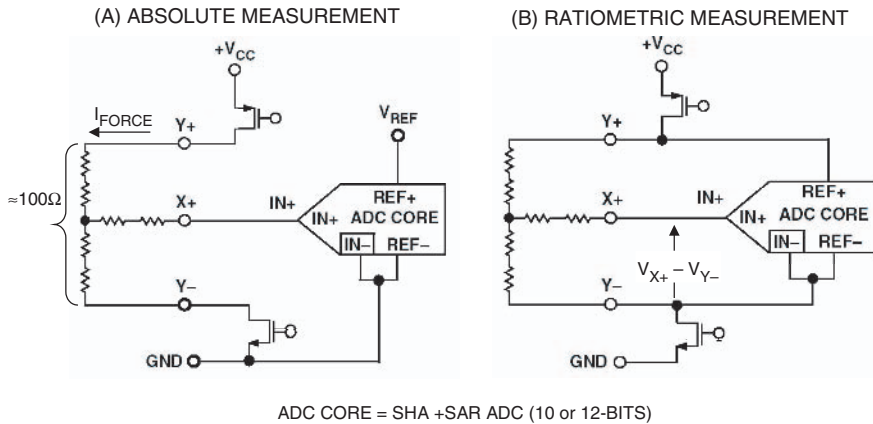 (A) ABSOLUTE MEASUREMENT
+VCC
IFORCE
Y+
VREF
≈100Ω
X+
IN+
REF+
IN+ ADC CORE
IN– REF–
Y–
GND
(B) RATIOMETRIC MEASUREMENT
+VCC
Y+
X+
IN+
REF+
IN+ ADC CORE
IN– REF–
VX+ – VY–
Y–
GND
ADC CORE = SHA +SAR ADC (10 or 12-BITS)